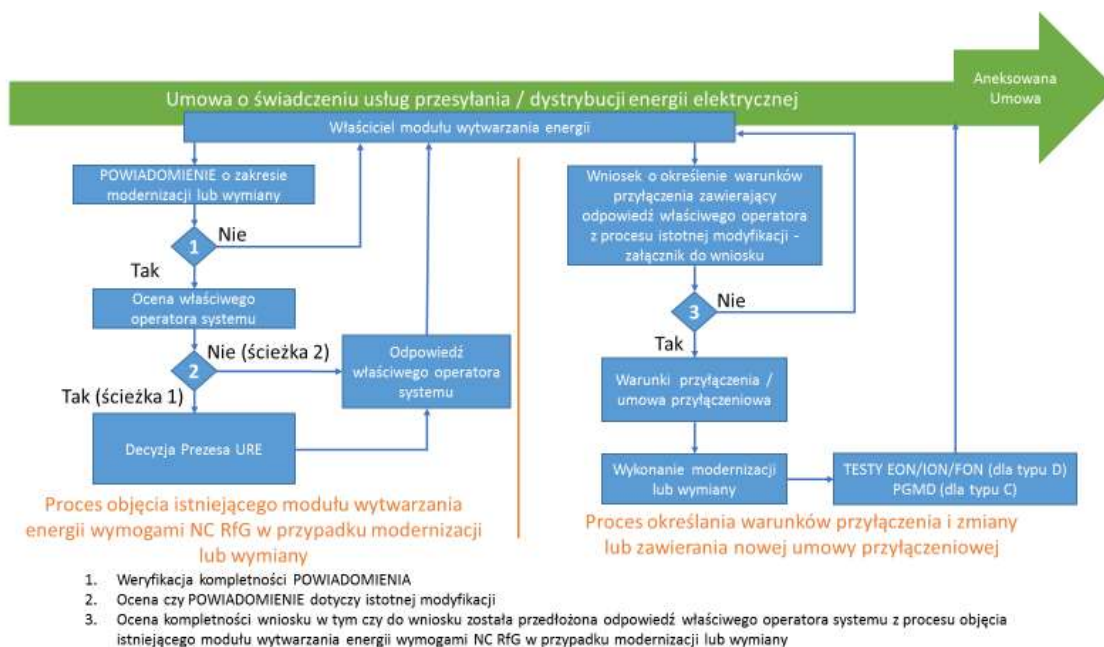 Aneksowana
Umowa
Umowa o świadczeniu usług przesyłania / dystrybucji energii elektrycznej
Właściciel modułu wytwarzania energii
POWIADOMIENIE o zakresie
modernizacji lub wymiany
1
Nie
Tak
Ocena właściwego
operatora systemu
2
Nie (ścieżka 2)
Tak (ścieżka 1)
Odpowiedź
właściwego operatora
systemu
Decyzja Prezesa URE
Proces objęcia istniejącego modułu wytwarzania
energii wymogami NC RfG w przypadku modernizacji
lub wymiany
Wniosek o określenie warunków
przyłączenia zawierający
odpowiedź właściwego operatora
z procesu istotnej modyfikacji -
załącznik do wniosku
3
Nie
Tak
Warunki przyłączenia /
umowa przyłączeniowa
Wykonanie modernizacji
lub wymiany
TESTY EON/ION/FON (dla typu D)
PGMD (dla typu C)
Proces określania warunków przyłączenia i zmiany
lub zawierania nowej umowy przyłączeniowej
1. Weryfikacja kompletności POWIADOMIENIA
2. Ocena czy POWIADOMIENIE dotyczy istotnej modyfikacji
3. Ocena kompletności wniosku w tym czy do wniosku została przedłożona odpowiedź właściwego operatora systemu z procesu objęcia
istniejącego modułu wytwarzania energii wymogami NC RfG w przypadku modernizacji lub wymiany